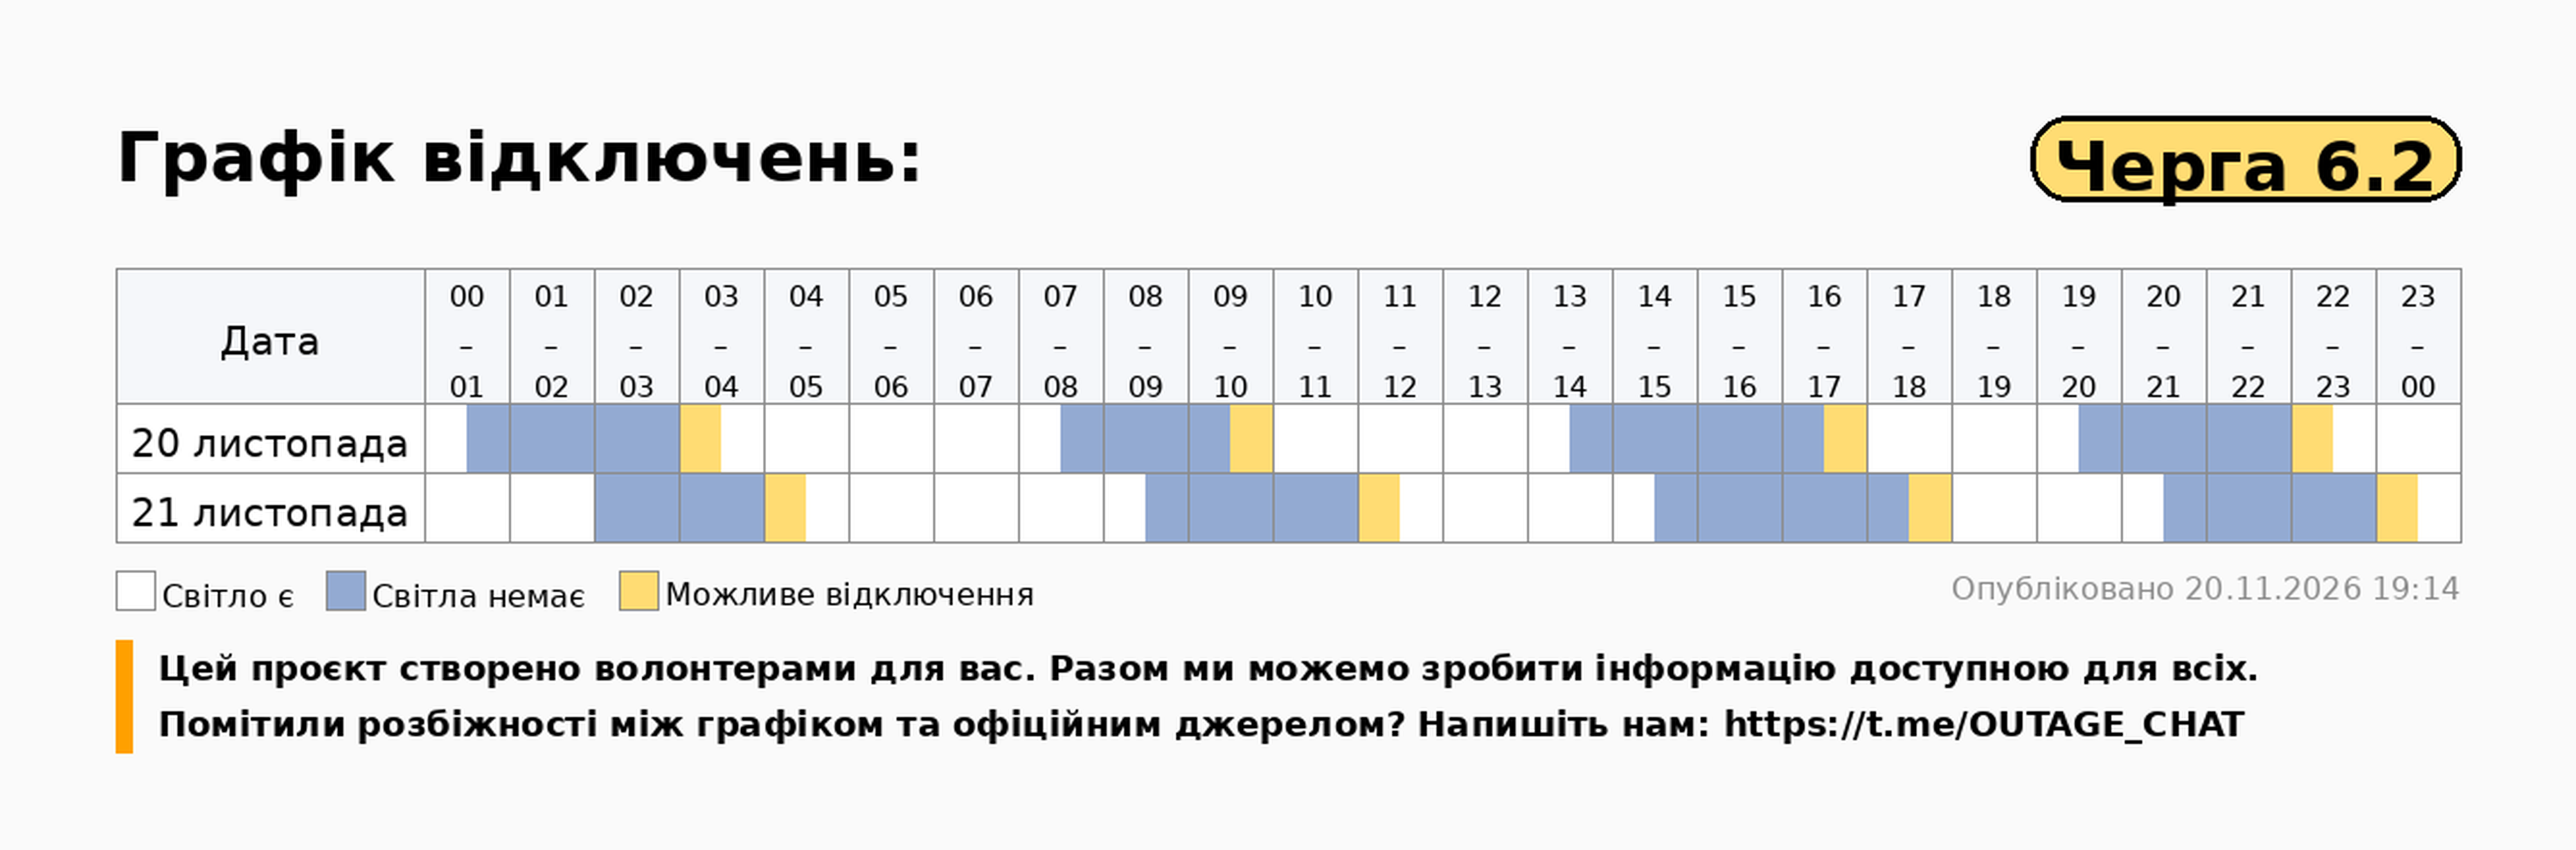 Графік відключень:
Черга 6.2
Дата 00 – 01 01 – 02 02 – 03 03 – 04 04 – 05 05 – 06 06 – 07 07 – 08 08 – 09 09 – 10 10 – 11 11 – 12 12 – 13 13 – 14 14 – 15 15 – 16 16 – 17 17 – 18 18 – 19 19 – 20 20 – 21 21 – 22 22 – 23 23 – 00
20 листопада
21 листопада
Світло є Світла немає Можливе відключення
Опубліковано 20.11.2026 19:14
Цей проєкт створено волонтерами для вас. Разом ми можемо зробити інформацію доступною для всіх.
Помітили розбіжності між графіком та офіційним джерелом? Напишіть нам: https://t.me/OUTAGE_CHAT